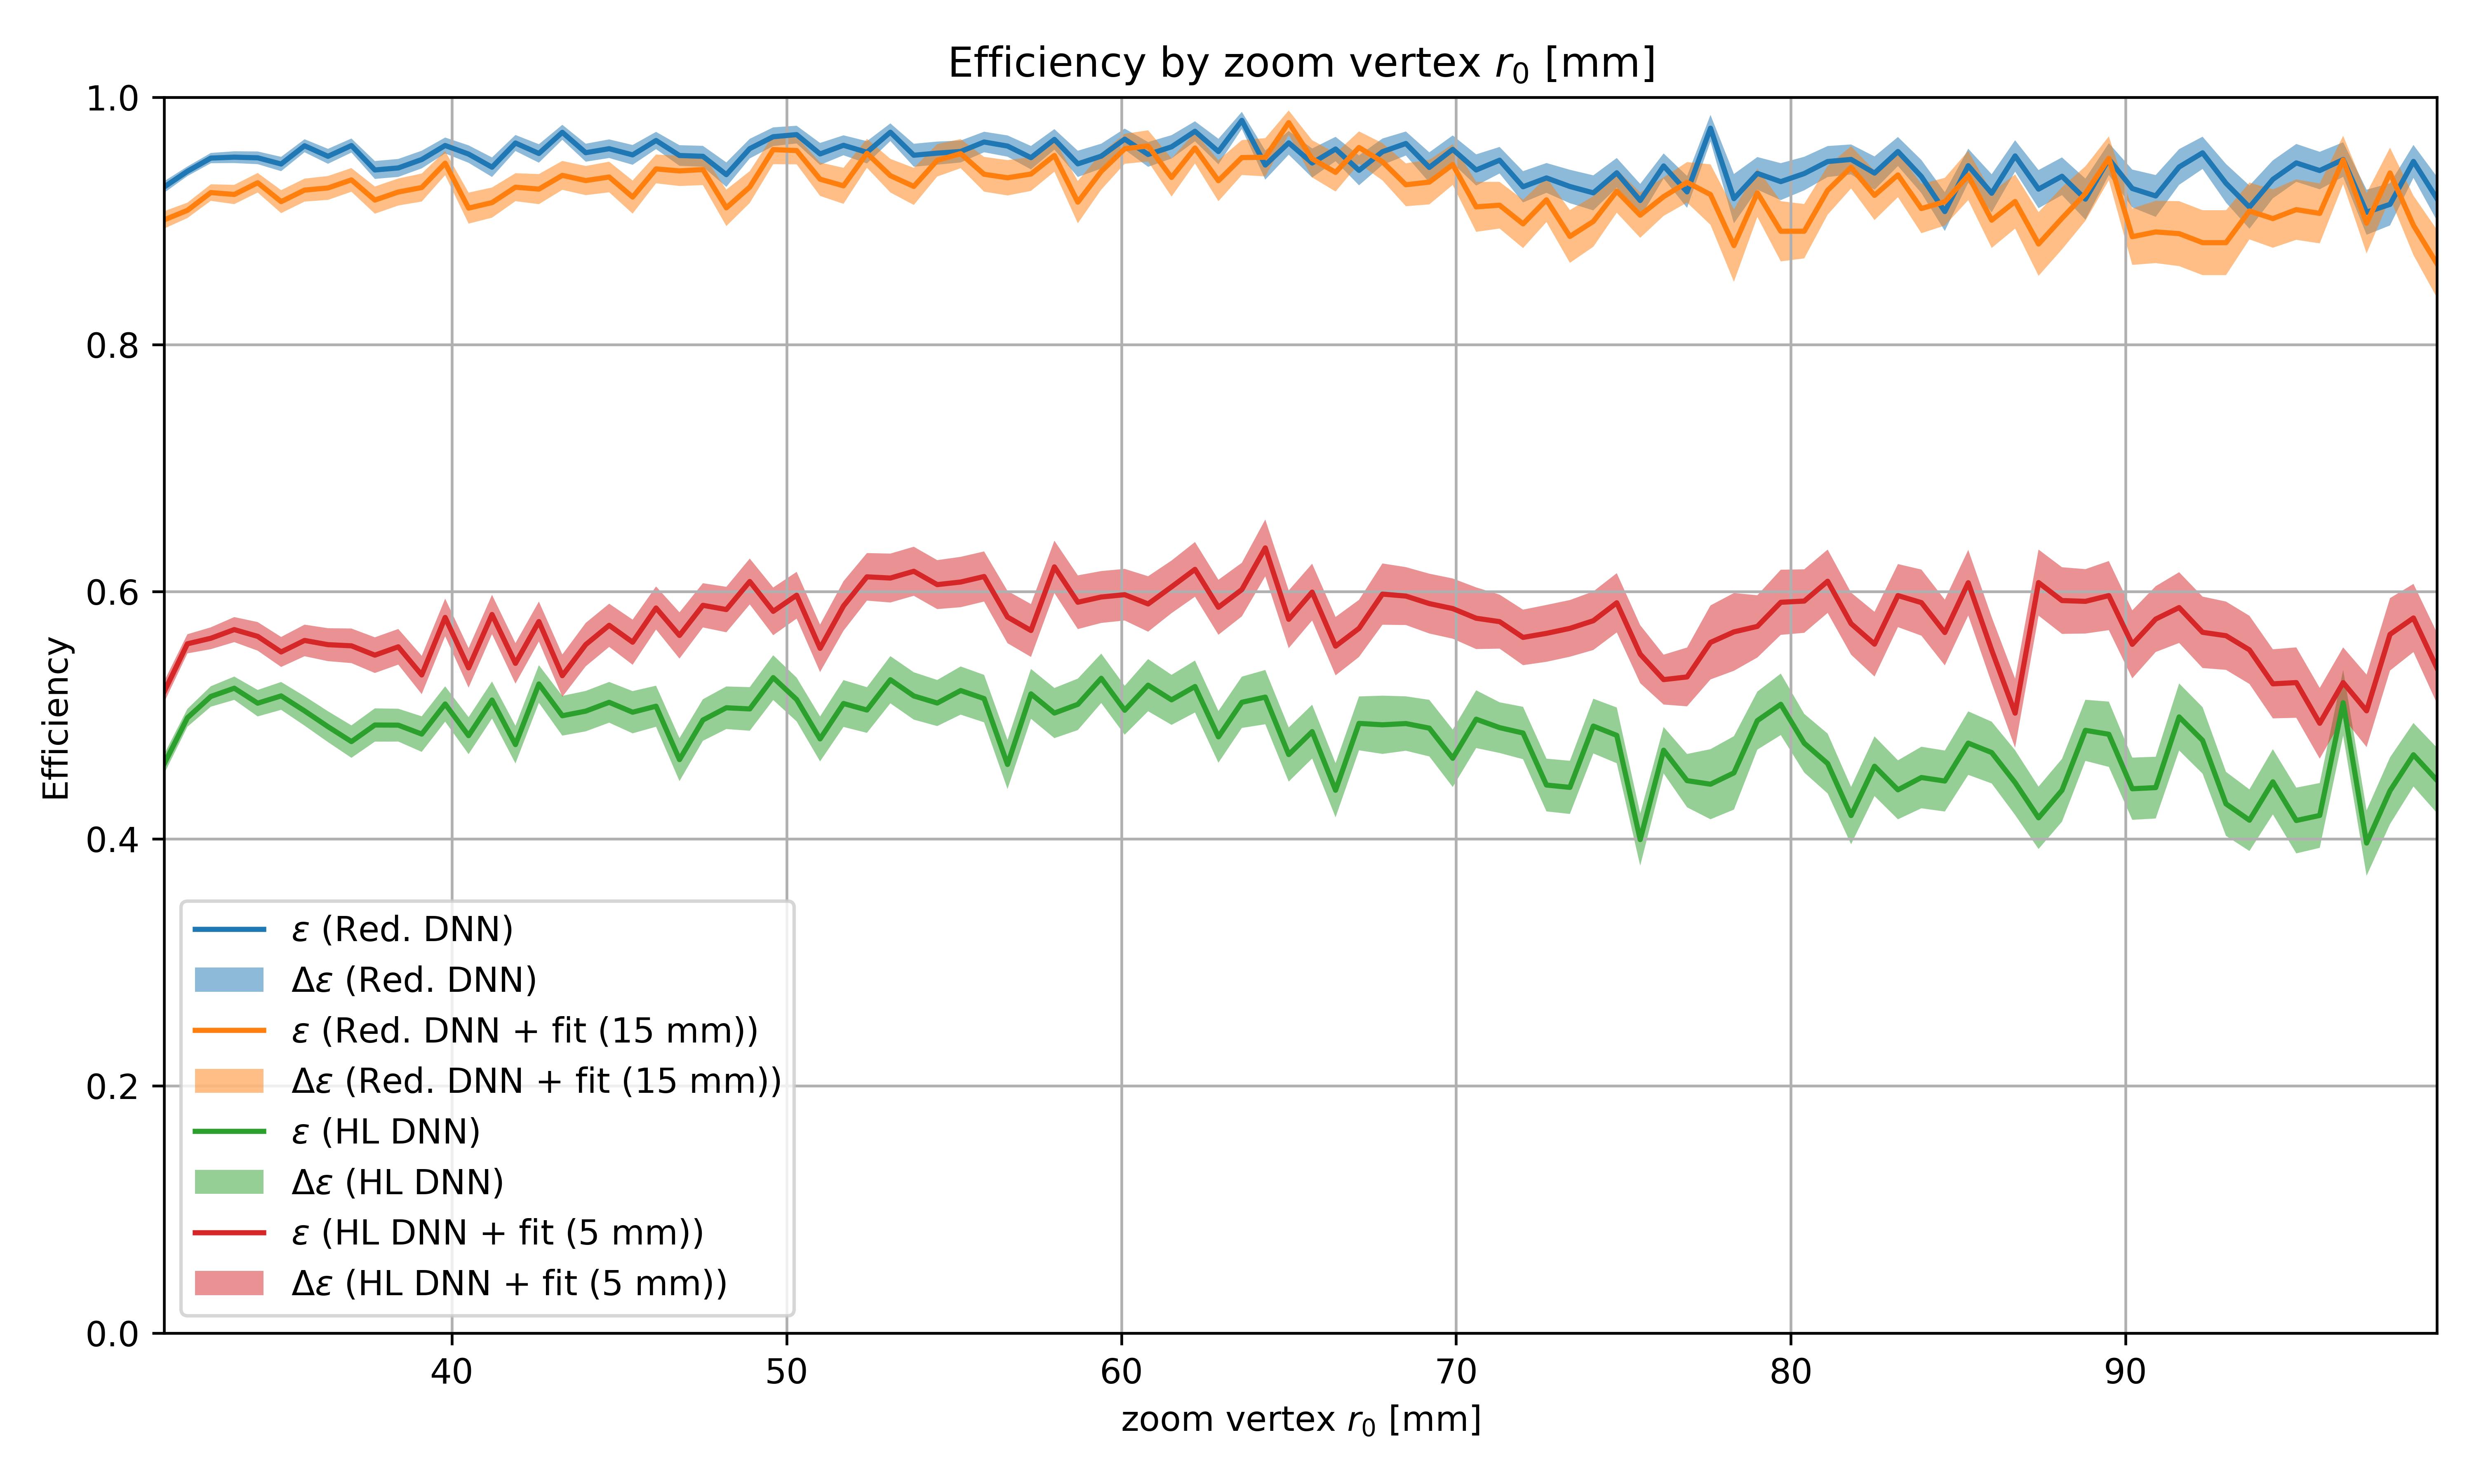 Efficiency by zoom vertex r₀ [mm]
1.0
0.8
0.6
0.4
0.2
0.0
Efficiency
ε (Red. DNN)
Δε (Red. DNN)
ε (Red. DNN + fit (15 mm))
Δε (Red. DNN + fit (15 mm))
ε (HL DNN)
Δε (HL DNN)
ε (HL DNN + fit (5 mm))
Δε (HL DNN + fit (5 mm))
40 50 60 70 80 90
zoom vertex r₀ [mm]